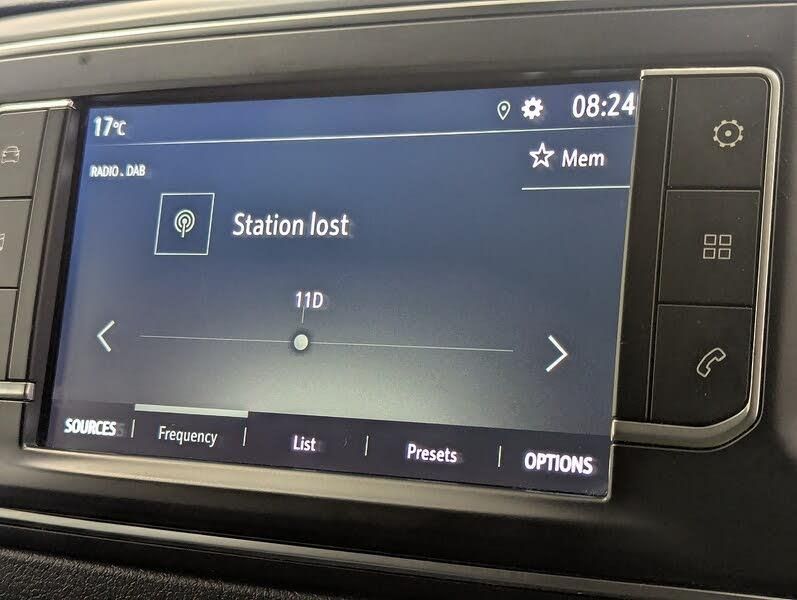 17°C
08:24
RADIO . DAB
Mem
Station lost
11D
SOURCES
Frequency
List
Presets
OPTIONS